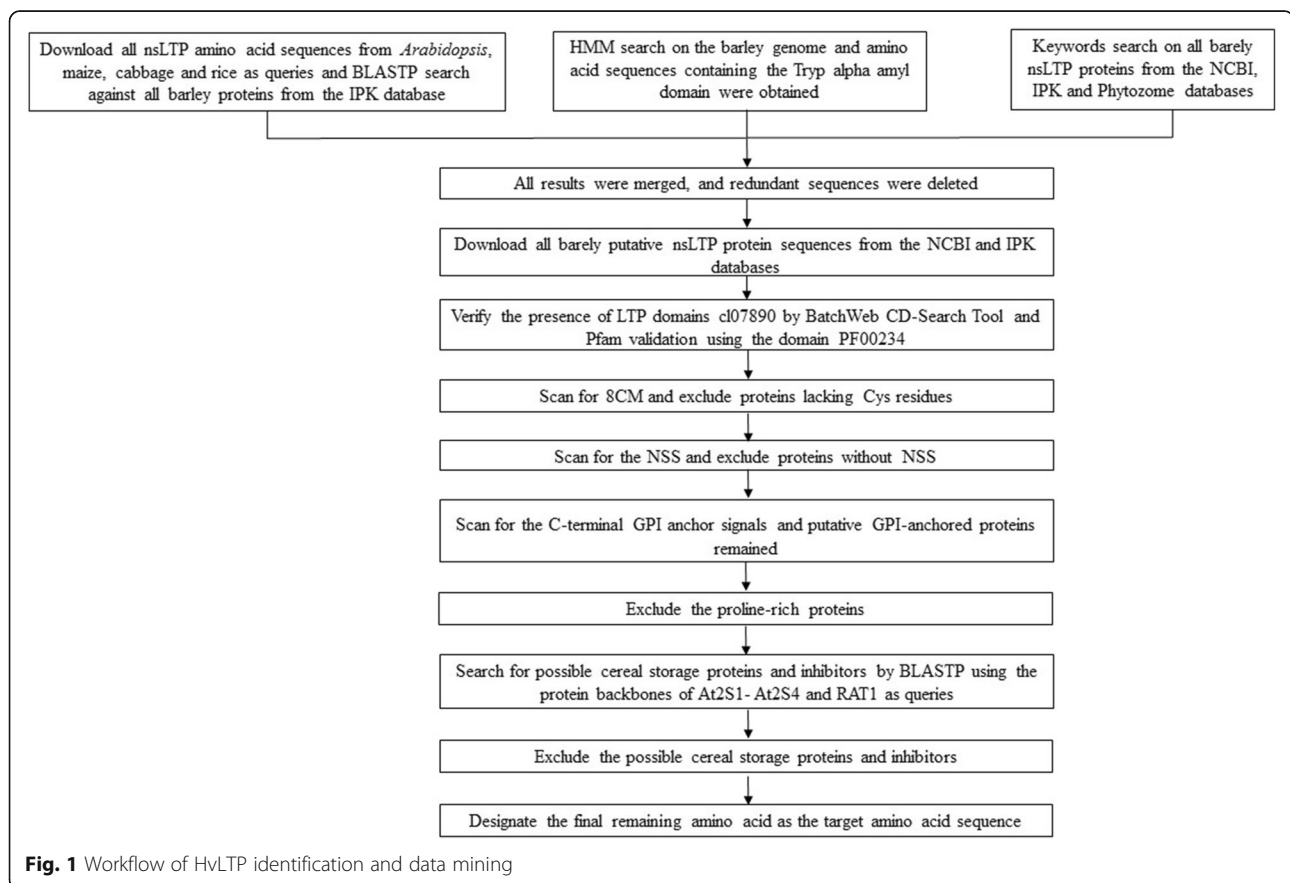 Download all nsLTP amino acid sequences from Arabidopsis,
maize, cabbage and rice as queries and BLASTP search
against all barley proteins from the IPK database
HMM search on the barley genome and amino
acid sequences containing the Tryp alpha amyl
domain were obtained
Keywords search on all barely
nsLTP proteins from the NCBI,
IPK and Phytozome databases
All results were merged, and redundant sequences were deleted
Download all barely putative nsLTP protein sequences from the NCBI and IPK
databases
Verify the presence of LTP domains cl07890 by BatchWeb CD-Search Tool and
Pfam validation using the domain PF00234
Scan for 8CM and exclude proteins lacking Cys residues
Scan for the NSS and exclude proteins without NSS
Scan for the C-terminal GPI anchor signals and putative GPI-anchored proteins
remained
Exclude the proline-rich proteins
Search for possible cereal storage proteins and inhibitors by BLASTP using the
protein backbones of At2S1- At2S4 and RAT1 as queries
Exclude the possible cereal storage proteins and inhibitors
Designate the final remaining amino acid as the target amino acid sequence
Fig. 1 Workflow of HvLTP identification and data mining